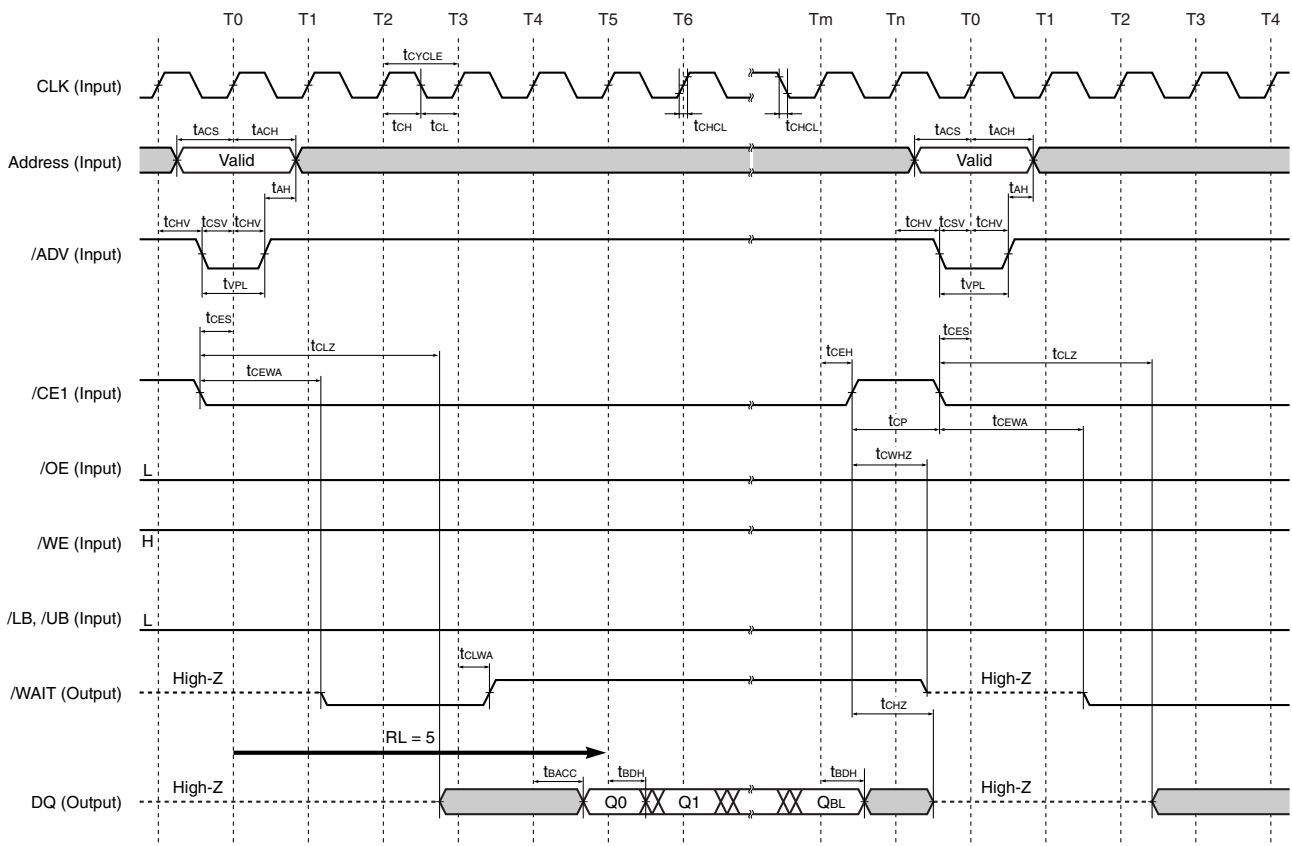 T0 T1 T2 T3 T4 T5 T6 Tm Tn T0 T1 T2 T3 T4
tCYCLE
CLK (Input)
tCH tCL tCHCL tCHCL
tACS tACH tACS tACH
Address (Input) Valid Valid
tAH tAH
tCHV tCSV tCHV tCHV tCSV tCHV
/ADV (Input)
tVPL tVPL
tCES tCES
tCLZ tCEH tCLZ
tCEWA
/CE1 (Input)
tCP tCEWA
tCWHZ
/OE (Input) L
/WE (Input) H
/LB, /UB (Input) L
tCLWA
High-Z High-Z
/WAIT (Output)
tCHZ
RL = 5
tBACC tBDH tBDH
High-Z High-Z
DQ (Output) Q0 Q1 QBL